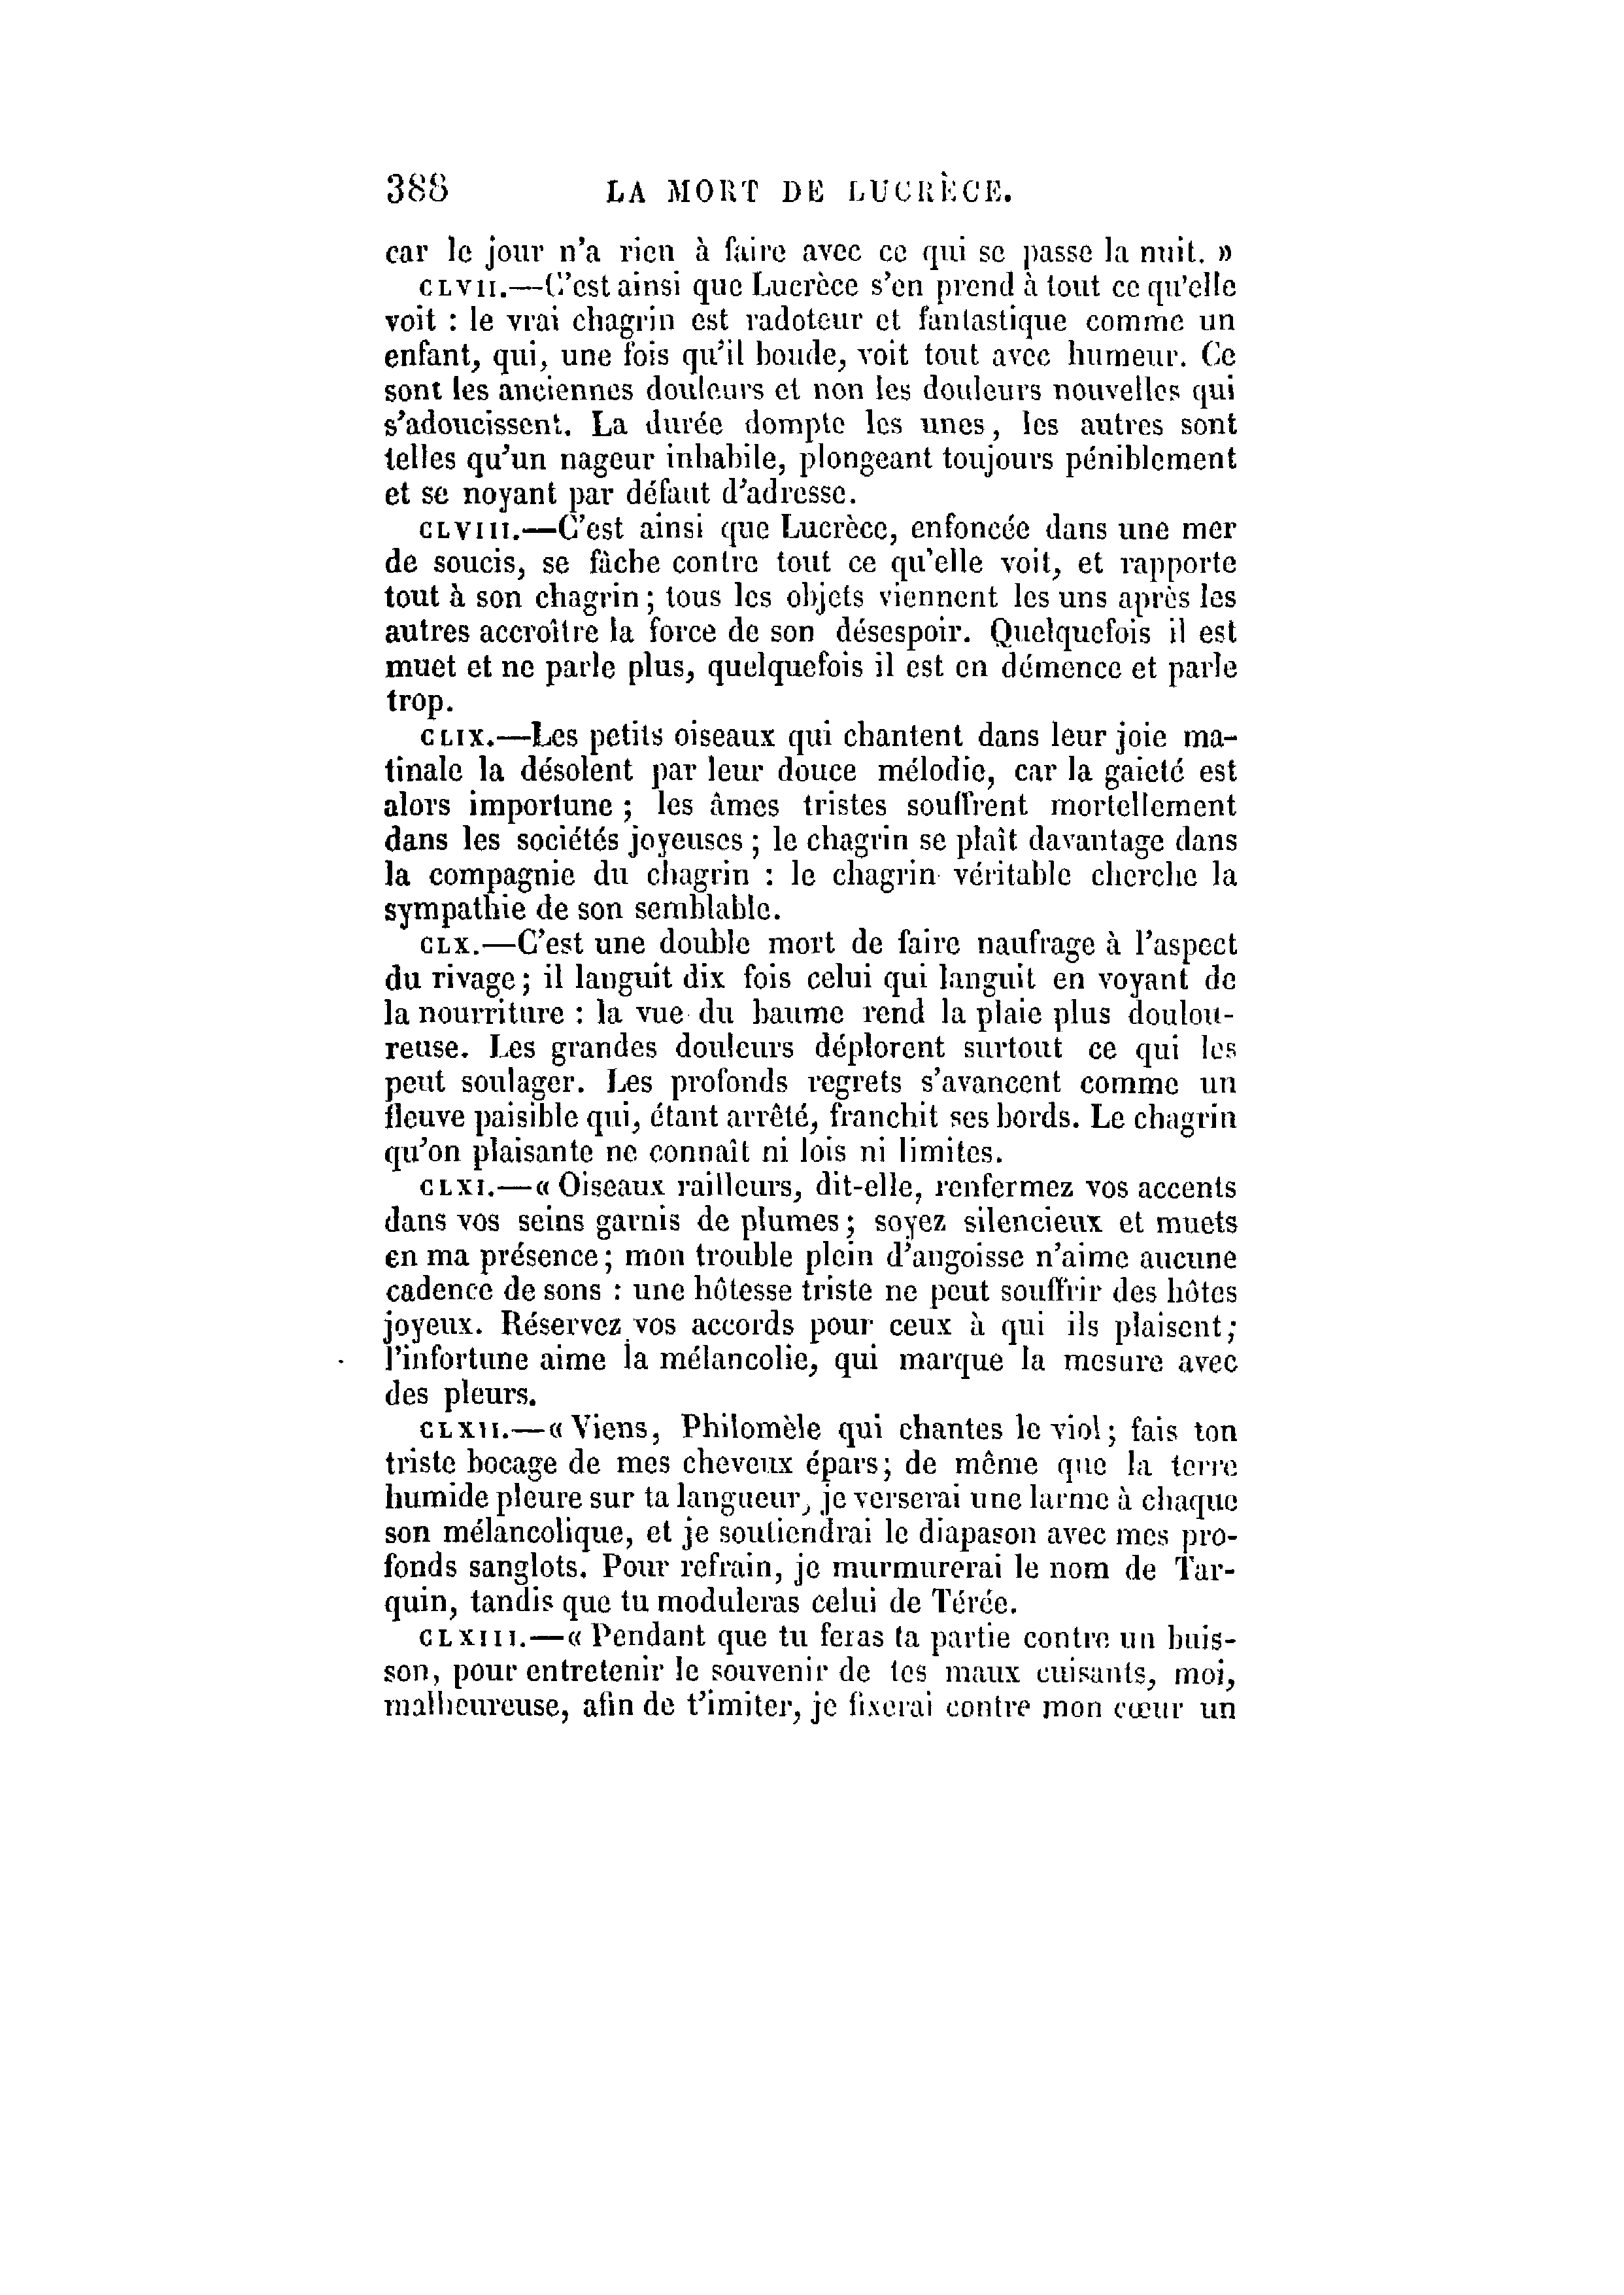 388 LA MORT DE LUCRÈCE.
car le jour n'a rien à faire avec ce qui se passe la nuit. »
CLVII.—C'est ainsi que Lucrèce s'en prend à tout ce qu'elle
voit : le vrai chagrin est radoteur et fantastique comme un
enfant, qui, une fois qu'il boude, voit tout avec humeur. Ce
sont les anciennes douleurs et non les douleurs nouvelles qui
s'adoucissent. La durée dompte les unes, les autres sont
telles qu'un nageur inhabile, plongeant toujours péniblement
et se noyant par défaut d'adresse.
CLVIII.—C'est ainsi que Lucrèce, enfoncée dans une mer
de soucis, se fâche contre tout ce qu'elle voit, et rapporte
tout à son chagrin; tous les objets viennent les uns après les
autres accroître la force de son désespoir. Quelquefois il est
muet et ne parle plus, quelquefois il est en démence et parle
trop.
CLIX.—Les petits oiseaux qui chantent dans leur joie ma-
tinale la désolent par leur douce mélodie, car la gaieté est
alors importune ; les âmes tristes souffrent mortellement
dans les sociétés joyeuses ; le chagrin se plaît davantage dans
la compagnie du chagrin : le chagrin véritable cherche la
sympathie de son semblable.
CLX.—C'est une double mort de faire naufrage à l'aspect
du rivage; il languit dix fois celui qui languit en voyant de
la nourriture : la vue du baume rend la plaie plus doulou-
reuse. Les grandes douleurs déplorent surtout ce qui les
peut soulager. Les profonds regrets s'avancent comme un
fleuve paisible qui, étant arrêté, franchit ses bords. Le chagrin
qu'on plaisante ne connaît ni lois ni limites.
CLXI.—« Oiseaux railleurs, dit-elle, renfermez vos accents
dans vos seins garnis de plumes; soyez silencieux et muets
en ma présence; mon trouble plein d'angoisse n'aime aucune
cadence de sons : une hôtesse triste ne peut souffrir des hôtes
joyeux. Réservez vos accords pour ceux à qui ils plaisent;
l'infortune aime la mélancolie, qui marque la mesure avec
des pleurs.
CLXII.—« Viens, Philomèle qui chantes le viol; fais ton
triste bocage de mes cheveux épars; de même que la terre
humide pleure sur ta langueur, je verserai une larme à chaque
son mélancolique, et je soutiendrai le diapason avec mes pro-
fonds sanglots. Pour refrain, je murmurerai le nom de Tar-
quin, tandis que tu moduleras celui de Térée.
CLXIII.—« Pendant que tu feras ta partie contre un buis-
son, pour entretenir le souvenir de tes maux cuisants, moi,
malheureuse, afin de t'imiter, je fixerai contre mon cœur un